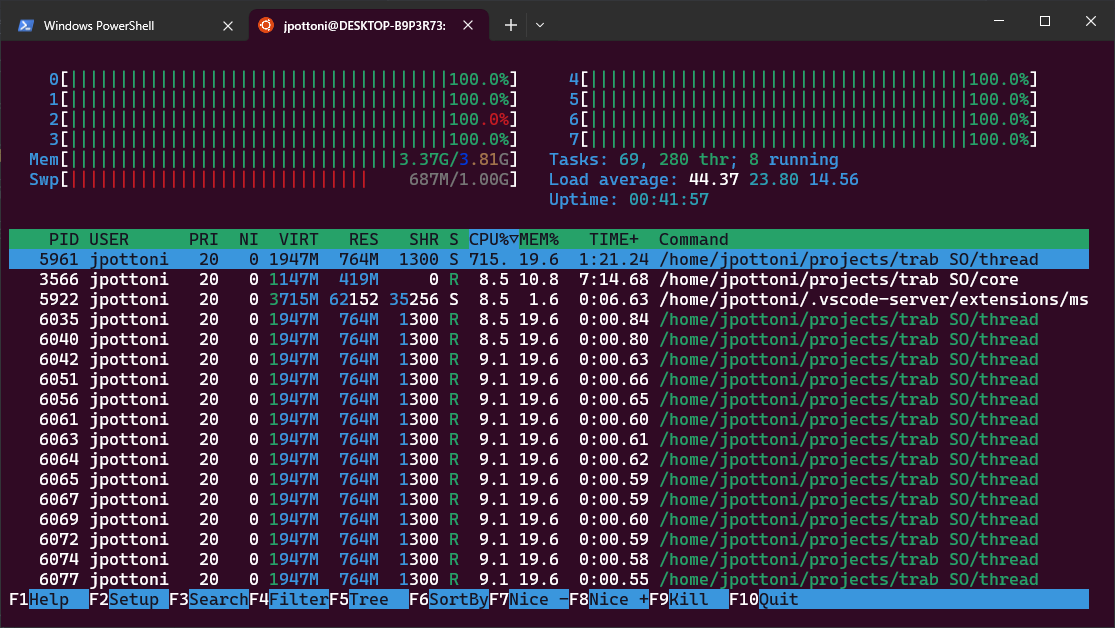 Windows PowerShell
jpottoni@DESKTOP-B9P3R73:
0[||||||||||||||||||||||||||||||||||||||100.0%] 4[||||||||||||||||||||||||||||||||||||||100.0%]
1[||||||||||||||||||||||||||||||||||||||100.0%] 5[||||||||||||||||||||||||||||||||||||||100.0%]
2[||||||||||||||||||||||||||||||||||||||100.0%] 6[||||||||||||||||||||||||||||||||||||||100.0%]
3[||||||||||||||||||||||||||||||||||||||100.0%] 7[||||||||||||||||||||||||||||||||||||||100.0%]
Mem[|||||||||||||||||||||||||||||||||3.37G/3.81G] Tasks: 69, 280 thr; 8 running
Swp[|||||||||||||||||||||||||||||| 687M/1.00G] Load average: 44.37 23.80 14.56
Uptime: 00:41:57
PID USER PRI NI VIRT RES SHR S CPU%▽MEM% TIME+ Command
5961 jpottoni 20 0 1947M 764M 1300 S 715. 19.6 1:21.24 /home/jpottoni/projects/trab SO/thread
3566 jpottoni 20 0 1147M 419M 0 R 8.5 10.8 7:14.68 /home/jpottoni/projects/trab SO/core
5922 jpottoni 20 0 3715M 62152 35256 S 8.5 1.6 0:06.63 /home/jpottoni/.vscode-server/extensions/ms
6035 jpottoni 20 0 1947M 764M 1300 R 8.5 19.6 0:00.84 /home/jpottoni/projects/trab SO/thread
6040 jpottoni 20 0 1947M 764M 1300 R 8.5 19.6 0:00.80 /home/jpottoni/projects/trab SO/thread
6042 jpottoni 20 0 1947M 764M 1300 R 9.1 19.6 0:00.63 /home/jpottoni/projects/trab SO/thread
6051 jpottoni 20 0 1947M 764M 1300 R 9.1 19.6 0:00.66 /home/jpottoni/projects/trab SO/thread
6056 jpottoni 20 0 1947M 764M 1300 R 9.1 19.6 0:00.65 /home/jpottoni/projects/trab SO/thread
6061 jpottoni 20 0 1947M 764M 1300 R 9.1 19.6 0:00.60 /home/jpottoni/projects/trab SO/thread
6063 jpottoni 20 0 1947M 764M 1300 R 9.1 19.6 0:00.61 /home/jpottoni/projects/trab SO/thread
6064 jpottoni 20 0 1947M 764M 1300 R 9.1 19.6 0:00.62 /home/jpottoni/projects/trab SO/thread
6065 jpottoni 20 0 1947M 764M 1300 R 9.1 19.6 0:00.59 /home/jpottoni/projects/trab SO/thread
6067 jpottoni 20 0 1947M 764M 1300 R 9.1 19.6 0:00.59 /home/jpottoni/projects/trab SO/thread
6069 jpottoni 20 0 1947M 764M 1300 R 9.1 19.6 0:00.60 /home/jpottoni/projects/trab SO/thread
6072 jpottoni 20 0 1947M 764M 1300 R 9.1 19.6 0:00.59 /home/jpottoni/projects/trab SO/thread
6074 jpottoni 20 0 1947M 764M 1300 R 9.1 19.6 0:00.58 /home/jpottoni/projects/trab SO/thread
6077 jpottoni 20 0 1947M 764M 1300 R 9.1 19.6 0:00.55 /home/jpottoni/projects/trab SO/thread
F1Help F2Setup F3SearchF4FilterF5Tree F6SortByF7Nice -F8Nice +F9Kill F10Quit